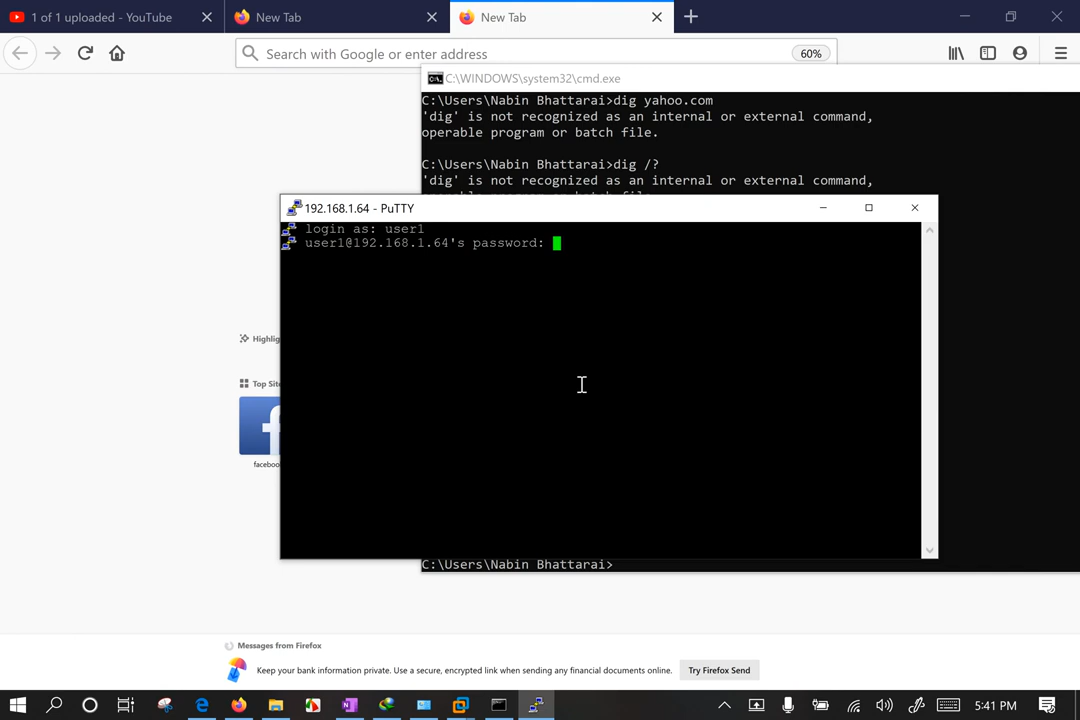 1 of 1 uploaded - YouTube
New Tab
New Tab
Search with Google or enter address
60%
C:\WINDOWS\system32\cmd.exe
C:\Users\Nabin Bhattarai>dig yahoo.com
'dig' is not recognized as an internal or external command,
operable program or batch file.
C:\Users\Nabin Bhattarai>dig /?
'dig' is not recognized as an internal or external command,
192.168.1.64 - PuTTY
login as: user1
user1@192.168.1.64's password:
Highlig
Top Sit
faceboo
C:\Users\Nabin Bhattarai>
Messages from Firefox
Keep your bank information private. Use a secure, encrypted link when sending any financial documents online.
Try Firefox Send
5:41 PM